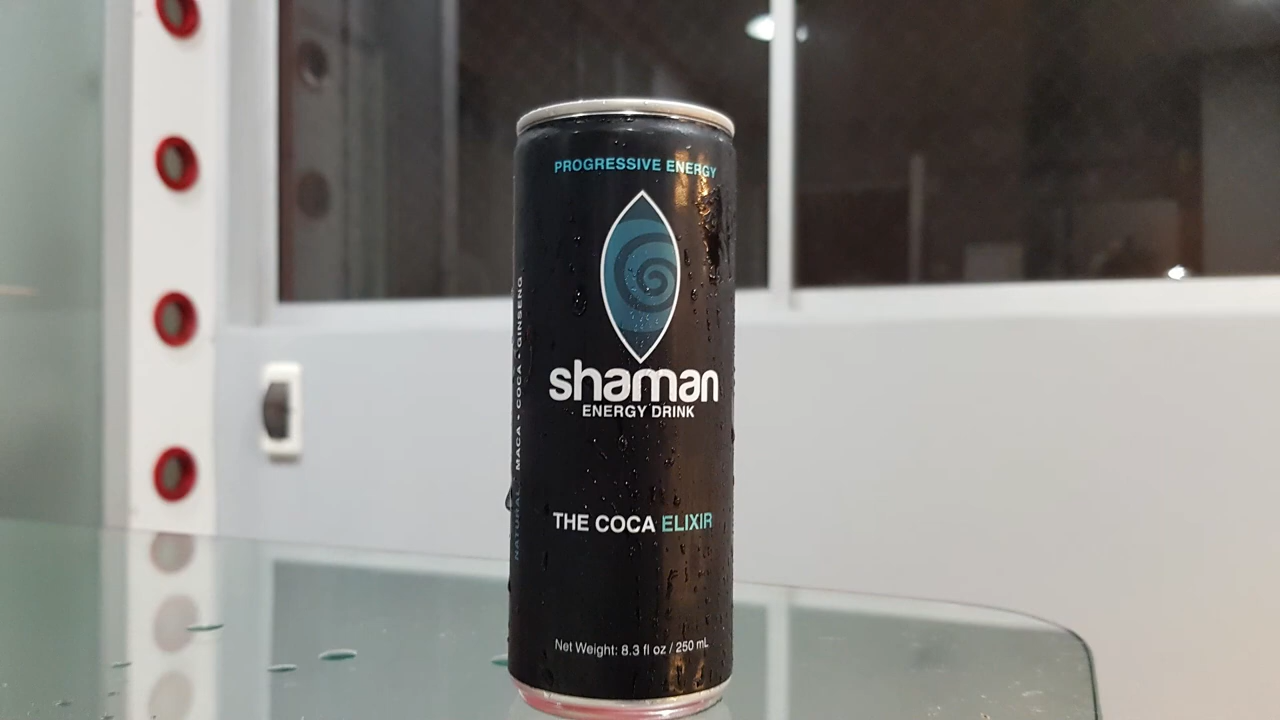 PROGRESSIVE ENERGY
shaman
ENERGY DRINK
THE COCA ELIXIR
Net Weight: 8.3 fl oz / 250 mL
NATURAL • MACA • COCA • GINSENG